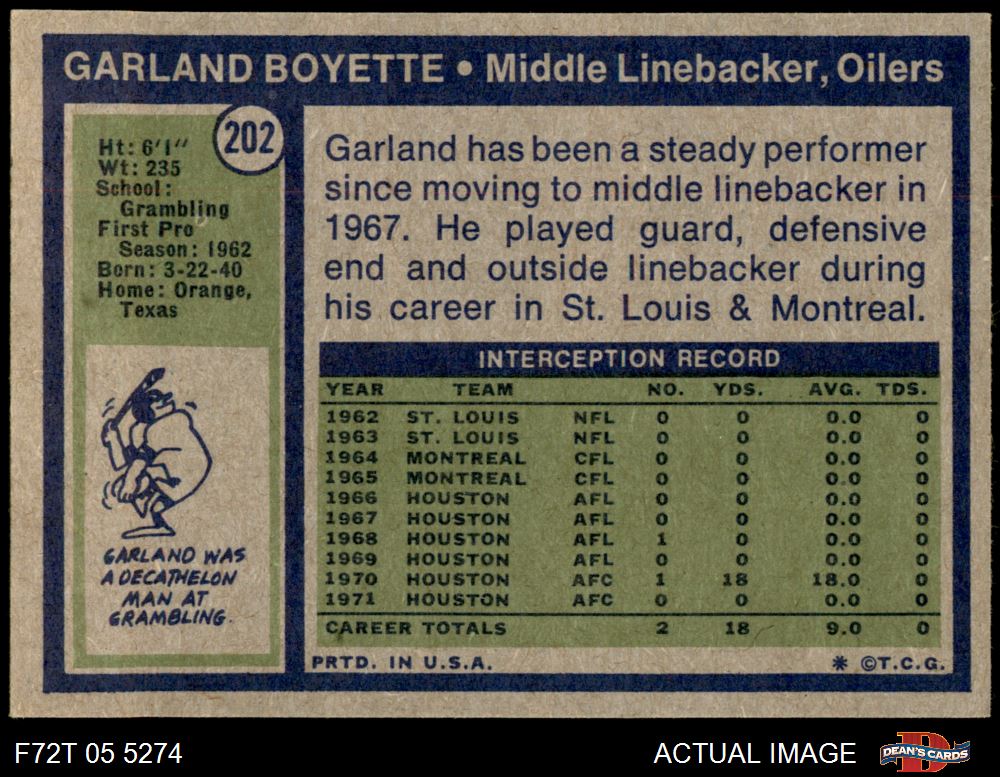 GARLAND BOYETTE • Middle Linebacker, Oilers
202
Ht: 6'1"
Wt: 235
School:
Grambling
First Pro
Season: 1962
Born: 3-22-40
Home: Orange,
Texas
GARLAND WAS
A DECATHELON
MAN AT
GRAMBLING.
Garland has been a steady performer
since moving to middle linebacker in
1967. He played guard, defensive
end and outside linebacker during
his career in St. Louis & Montreal.
INTERCEPTION RECORD
YEAR TEAM NO. YDS. AVG. TDS.
1962 ST. LOUIS NFL 0 0 0.0 0
1963 ST. LOUIS NFL 0 0 0.0 0
1964 MONTREAL CFL 0 0 0.0 0
1965 MONTREAL CFL 0 0 0.0 0
1966 HOUSTON AFL 0 0 0.0 0
1967 HOUSTON AFL 0 0 0.0 0
1968 HOUSTON AFL 1 0 0.0 0
1969 HOUSTON AFL 0 0 0.0 0
1970 HOUSTON AFC 1 18 18.0 0
1971 HOUSTON AFC 0 0 0.0 0
CAREER TOTALS 2 18 9.0 0
PRTD. IN U.S.A. * ©T.C.G.
F72T 05 5274 ACTUAL IMAGE DEAN'S CARDS